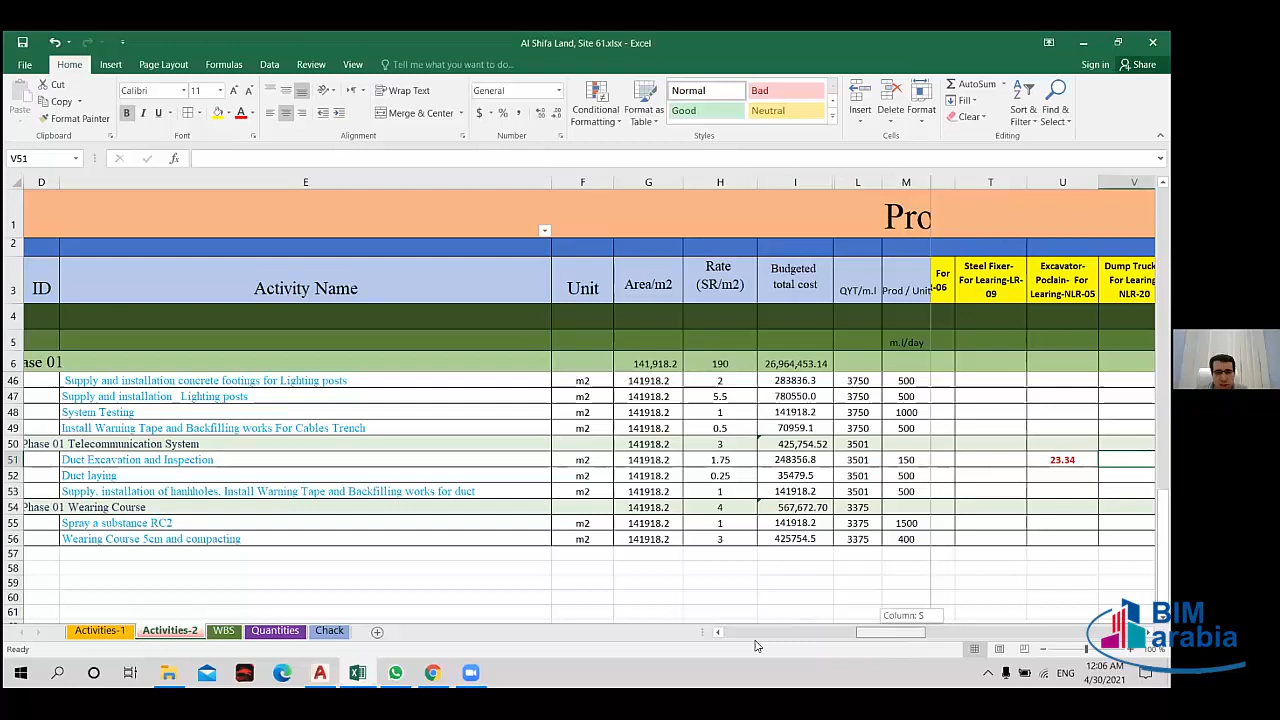 Al Shifa Land, Site 61.xlsx - Excel
File Home Insert Page Layout Formulas Data Review View Tell me what you want to do... Sign in Share
Paste Cut Copy Format Painter Clipboard
Calibri 11 B I U Font
Wrap Text Merge & Center Alignment
General $ % , Number
Conditional Formatting Format as Table Normal Bad Good Neutral Styles
Insert Delete Format Cells
AutoSum Fill Clear Sort & Filter Find & Select Editing
V51 fx
D E F G H I L M T U V
1 Pro
2
3 ID Activity Name Unit Area/m2 Rate (SR/m2) Budgeted total cost QYT/m.l Prod / Unit For t-06 Steel Fixer- For Learing-LR-09 Excavator-Poclain- For Learing-NLR-05 Dump Truck For Learing NLR-20
4
5 m.l/day
6 ase 01 141,918.2 190 26,964,453.14
46 Supply and installation concrete footings for Lighting posts m2 141918.2 2 283836.3 3750 500
47 Supply and installation Lighting posts m2 141918.2 5.5 780550.0 3750 500
48 System Testing m2 141918.2 1 141918.2 3750 1000
49 Install Warning Tape and Backfilling works For Cables Trench m2 141918.2 0.5 70959.1 3750 500
50 Phase 01 Telecommunication System 141918.2 3 425,754.52 3501
51 Duct Excavation and Inspection m2 141918.2 1.75 248356.8 3501 150 23.34
52 Duct laying m2 141918.2 0.25 35479.5 3501 500
53 Supply. installation of hanhholes. Install Warning Tape and Backfilling works for duct m2 141918.2 1 141918.2 3501 500
54 Phase 01 Wearing Course 141918.2 4 567,672.70 3375
55 Spray a substance RC2 m2 141918.2 1 141918.2 3375 1500
56 Wearing Course 5cm and compacting m2 141918.2 3 425754.5 3375 400
57
58
59
60
61
Column: S
Activities-1 Activities-2 WBS Quantities Chack
Ready 100 %
ENG 12:06 AM 4/30/2021
BIM
arabia